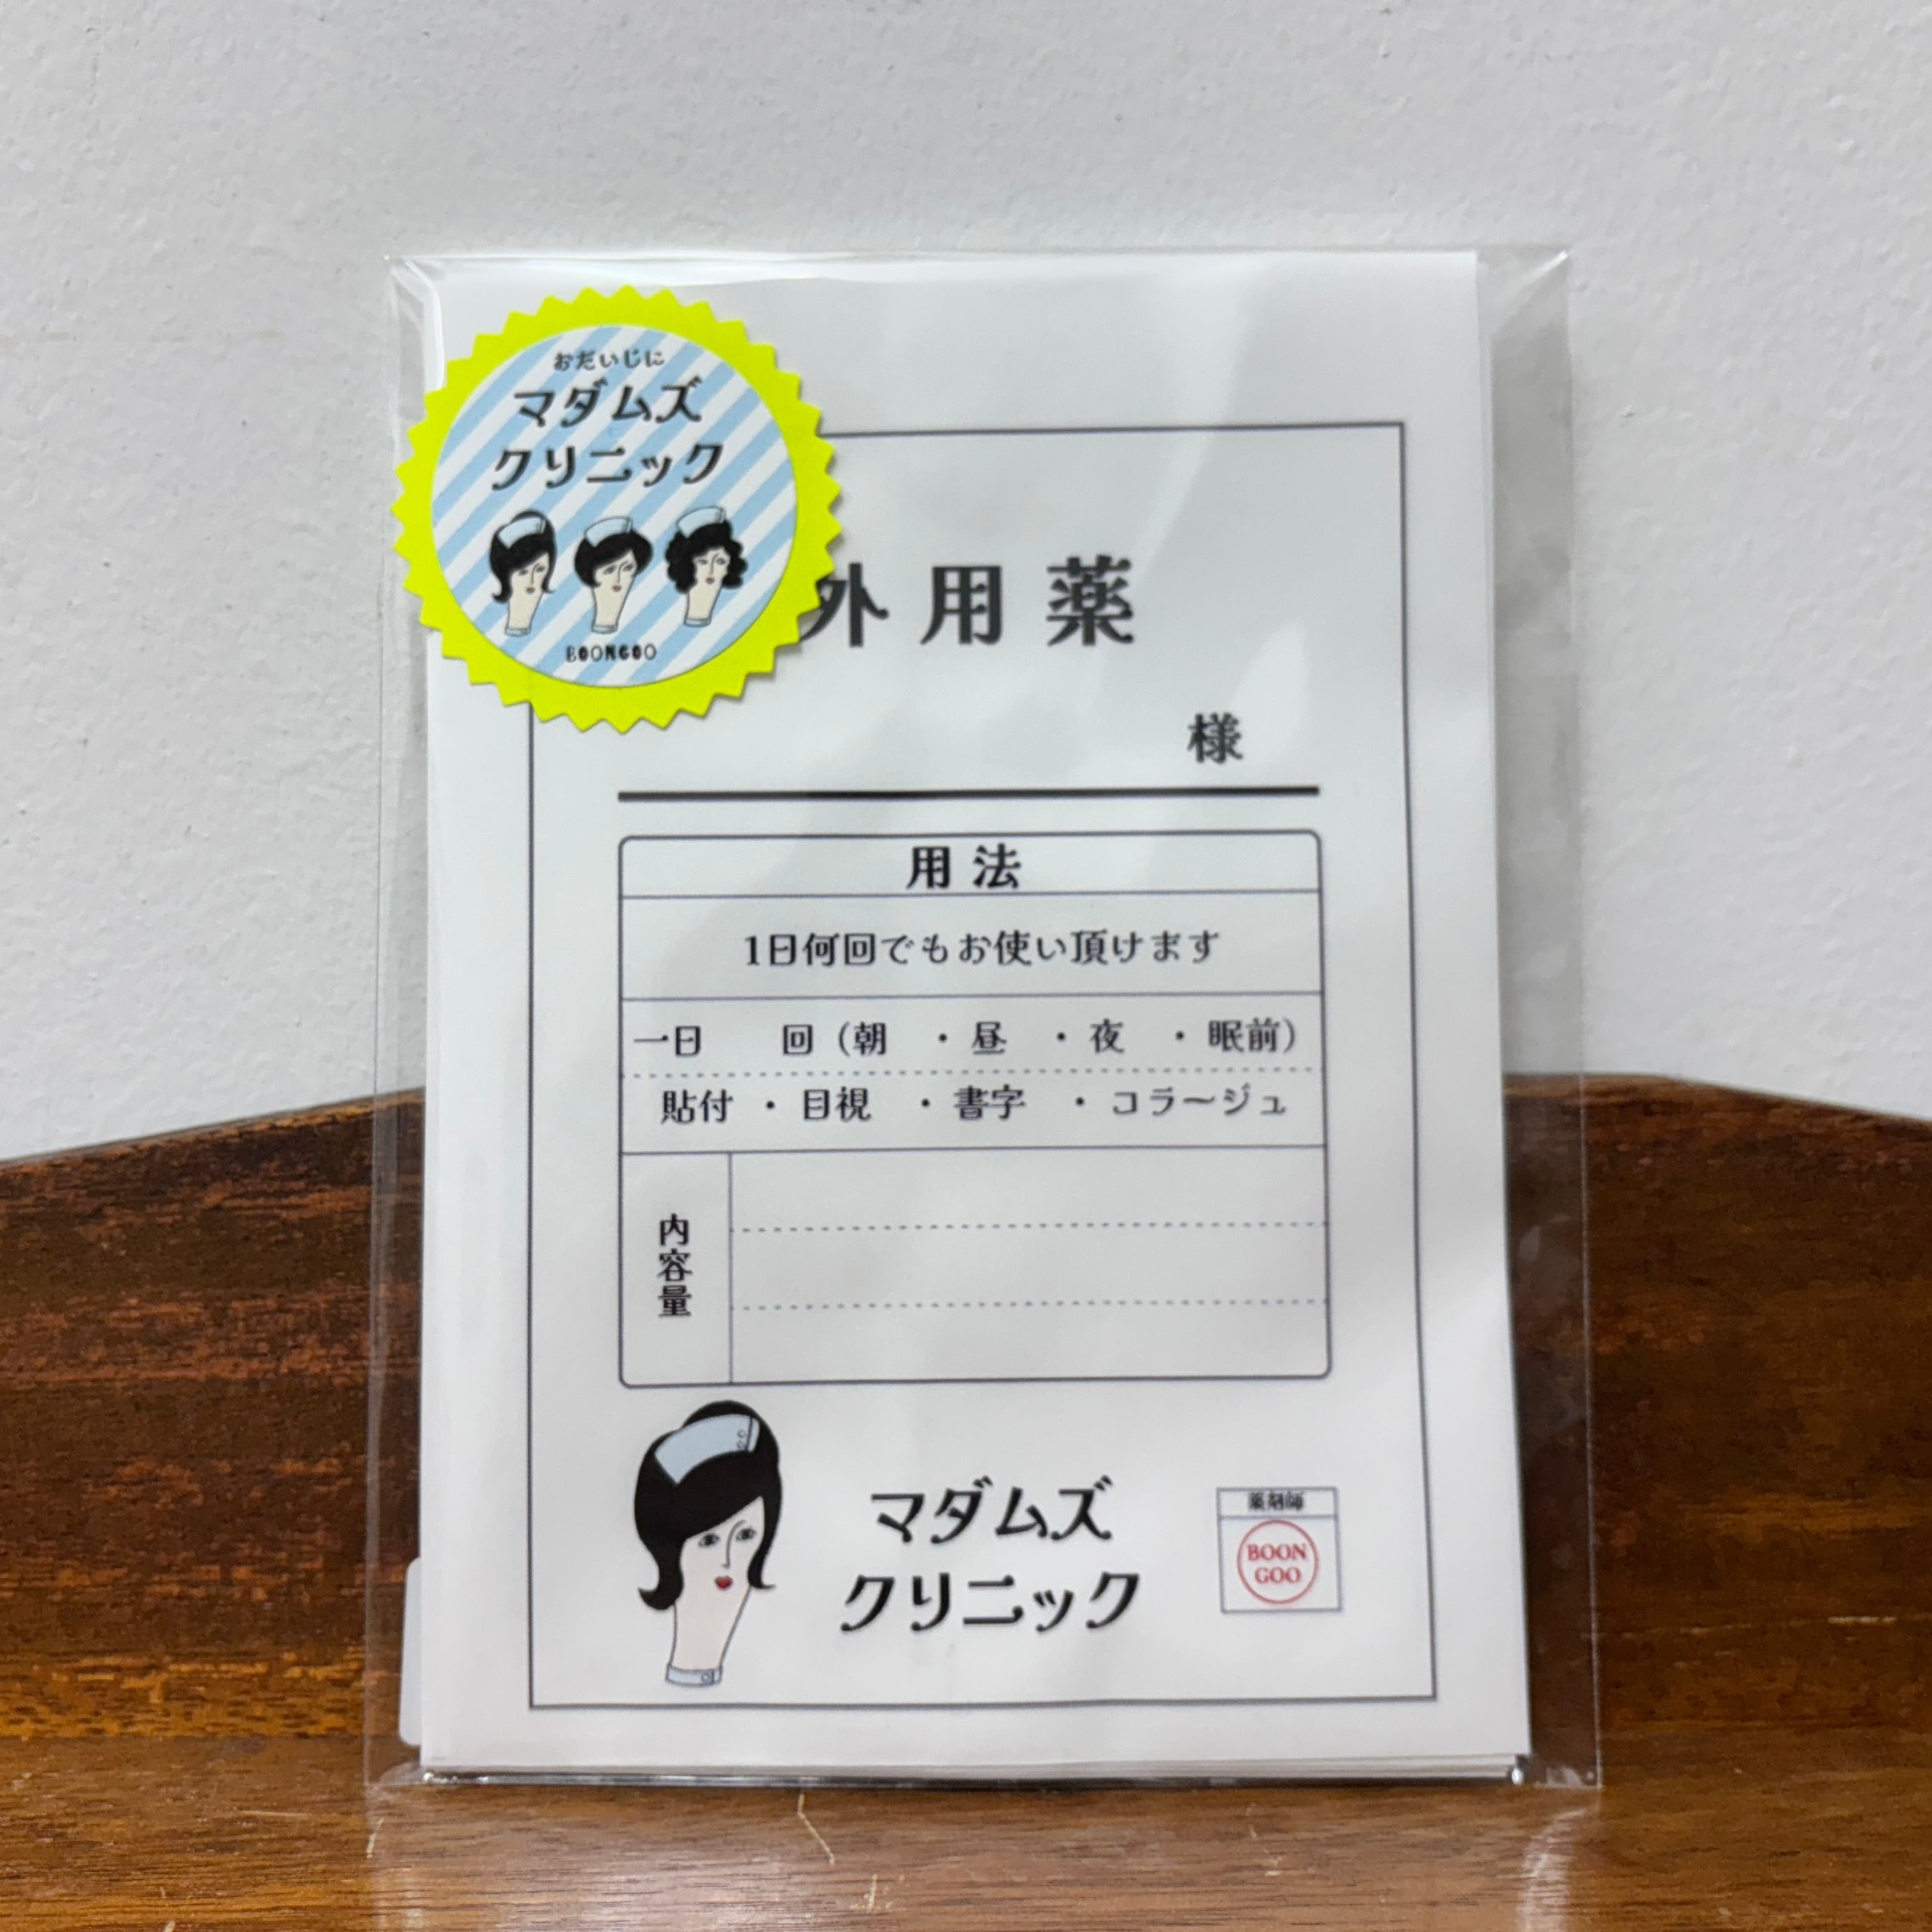 おだいじに
マダムズ
クリニック
BOONGOO
外用薬
様
用法
1日何回でもお使い頂けます
一日 回（朝 ・昼 ・夜 ・眠前）
貼付 ・目視 ・書字 ・コラージュ
内容量
マダムズ
クリニック
薬剤師
BOON
GOO